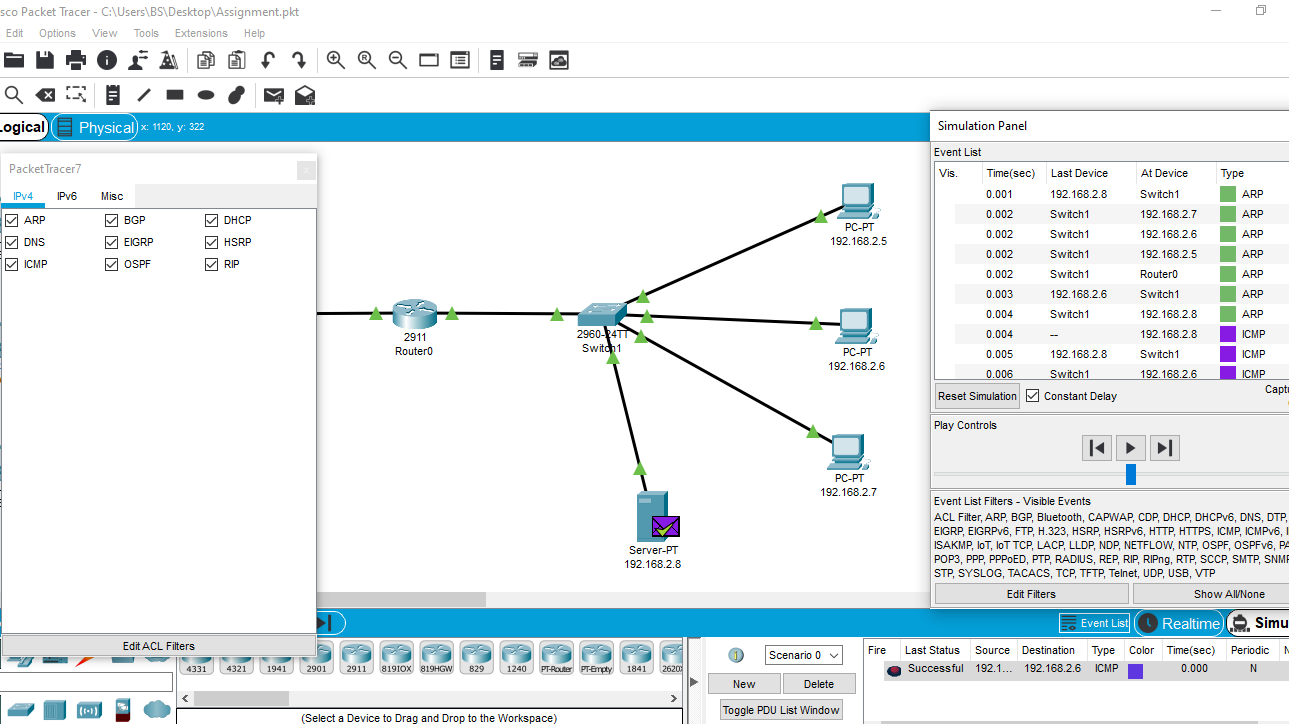 sco Packet Tracer - C:\Users\BS\Desktop\Assignment.pkt
Edit Options View Tools Extensions Help
Logical Physical x: 1120, y: 322
PacketTracer7
IPv4 IPv6 Misc
ARP BGP DHCP
DNS EIGRP HSRP
ICMP OSPF RIP
Edit ACL Filters
2911
Router0
2960-24TT
Switch1
PC-PT
192.168.2.5
PC-PT
192.168.2.6
PC-PT
192.168.2.7
Server-PT
192.168.2.8
Simulation Panel
Event List
Vis. Time(sec) Last Device At Device Type
0.001 192.168.2.8 Switch1 ARP
0.002 Switch1 192.168.2.7 ARP
0.002 Switch1 192.168.2.6 ARP
0.002 Switch1 192.168.2.5 ARP
0.002 Switch1 Router0 ARP
0.003 192.168.2.6 Switch1 ARP
0.004 Switch1 192.168.2.8 ARP
0.004 -- 192.168.2.8 ICMP
0.005 192.168.2.8 Switch1 ICMP
0.006 Switch1 192.168.2.6 ICMP
Reset Simulation Constant Delay Captu
Play Controls
Event List Filters - Visible Events
ACL Filter, ARP, BGP, Bluetooth, CAPWAP, CDP, DHCP, DHCPv6, DNS, DTP,
EIGRP, EIGRPv6, FTP, H.323, HSRP, HSRPv6, HTTP, HTTPS, ICMP, ICMPv6, I
ISAKMP, IoT, IoT TCP, LACP, LLDP, NDP, NETFLOW, NTP, OSPF, OSPFv6, PA
POP3, PPP, PPPoED, PTP, RADIUS, REP, RIP, RIPng, RTP, SCCP, SMTP, SNM
STP, SYSLOG, TACACS, TCP, TFTP, Telnet, UDP, USB, VTP
Edit Filters Show All/None
Event List Realtime Simu
4331 4321 1941 2901 2911 819IOX 819HGW 829 1240 PT-Router PT-Empty 1841 2620X
(Select a Device to Drag and Drop to the Workspace)
Scenario 0
New Delete
Toggle PDU List Window
Fire Last Status Source Destination Type Color Time(sec) Periodic N
Successful 192.1... 192.168.2.6 ICMP 0.000 N